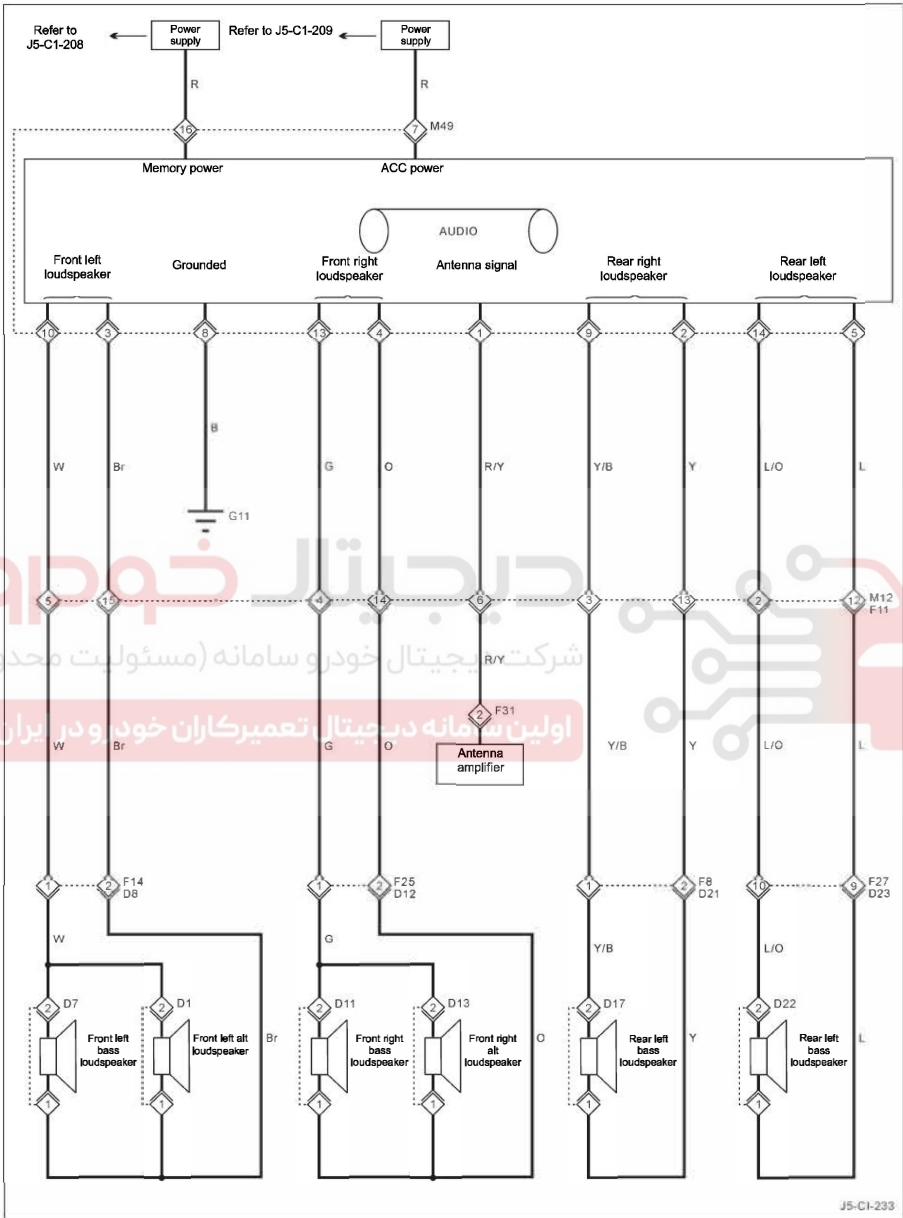 Refer to
J5-C1-208
Power
supply
Refer to J5-C1-209
Power
supply
R
R
16
7
M49
Memory power
ACC power
AUDIO
Front left
loudspeaker
Grounded
Front right
loudspeaker
Antenna signal
Rear right
loudspeaker
Rear left
loudspeaker
10
3
8
13
4
1
9
2
14
5
B
W
Br
G
O
R/Y
Y/B
Y
L/O
L
G11
دیجیتال خودرو
5
15
4
14
6
3
13
2
12
M12
F11
شرکت دیجیتال خودرو سامانه (مسئولیت محدو
R/Y
2
F31
اولین سامانه دیجیتال تعمیرکاران خودرو در ایران
W
Br
G
O
Antenna
amplifier
Y/B
Y
L/O
L
1
2
F14
D8
1
2
F25
D12
1
2
F8
D21
10
9
F27
D23
W
G
Y/B
L/O
2
D7
2
D1
2
D11
2
D13
2
D17
2
D22
Front left
bass
loudspeaker
Front left alt
loudspeaker
Br
Front right
bass
loudspeaker
Front right
alt
loudspeaker
O
Rear left
bass
loudspeaker
Y
Rear left
bass
loudspeaker
L
1
1
1
1
1
1
J5-CI-233